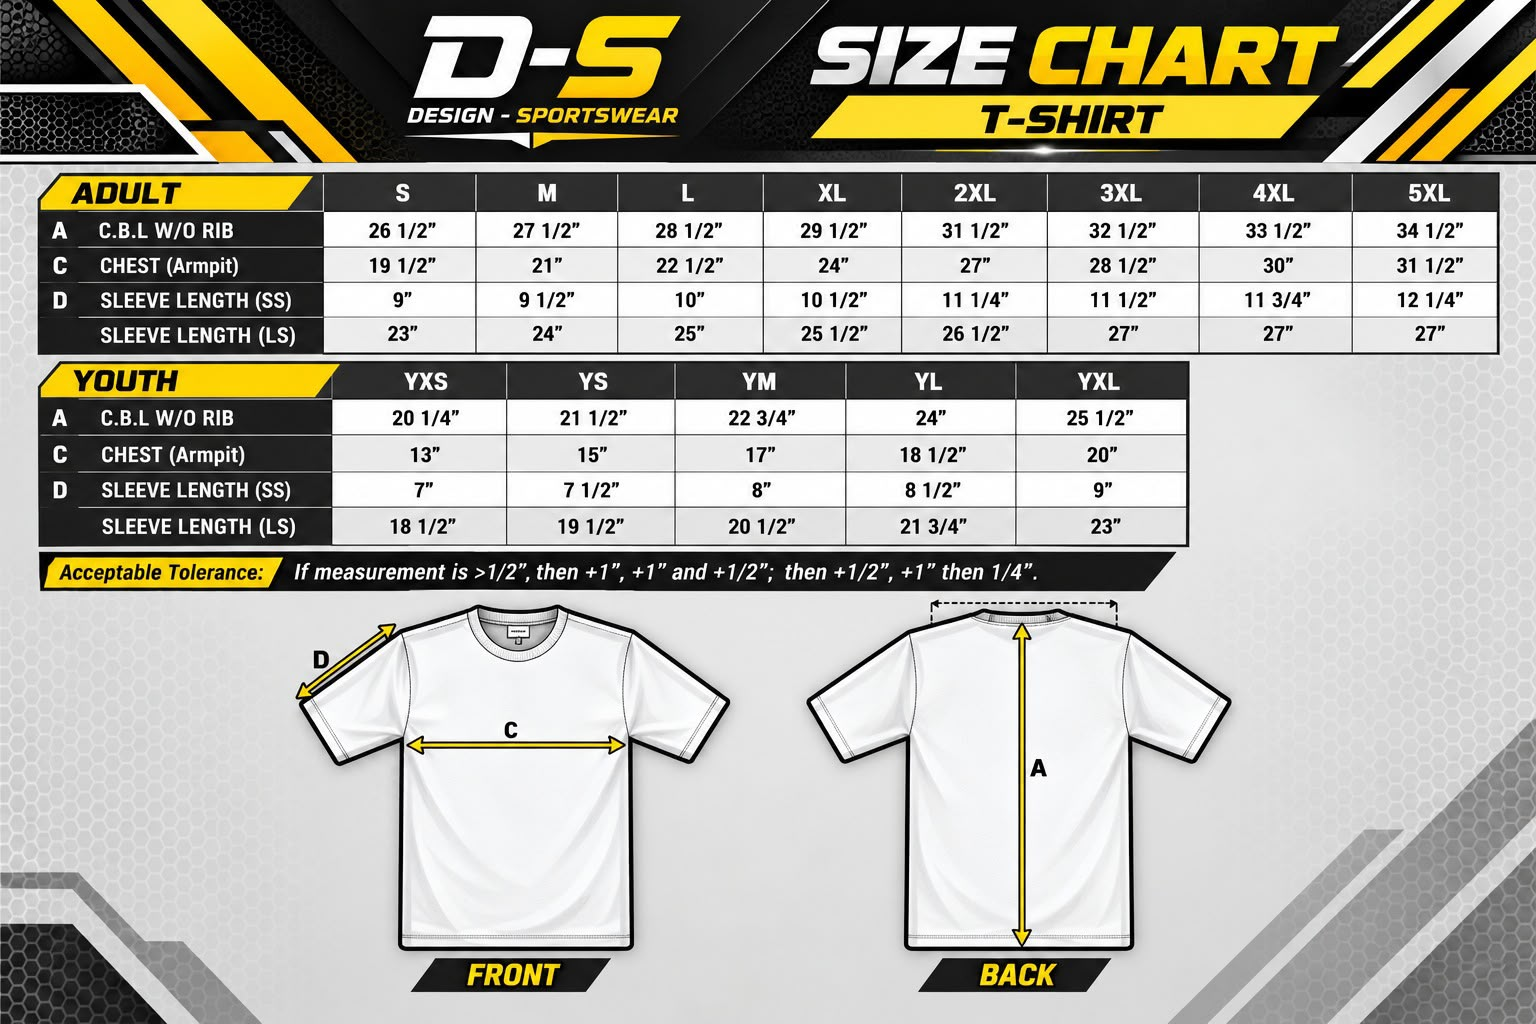 D-S
DESIGN - SPORTSWEAR
SIZE CHART
T-SHIRT
ADULT S M L XL 2XL 3XL 4XL 5XL
A C.B.L W/O RIB 26 1/2” 27 1/2” 28 1/2” 29 1/2” 31 1/2” 32 1/2” 33 1/2” 34 1/2”
C CHEST (Armpit) 19 1/2” 21” 22 1/2” 24” 27” 28 1/2” 30” 31 1/2”
D SLEEVE LENGTH (SS) 9” 9 1/2” 10” 10 1/2” 11 1/4” 11 1/2” 11 3/4” 12 1/4”
SLEEVE LENGTH (LS) 23” 24” 25” 25 1/2” 26 1/2” 27” 27” 27”
YOUTH YXS YS YM YL YXL
A C.B.L W/O RIB 20 1/4” 21 1/2” 22 3/4” 24” 25 1/2”
C CHEST (Armpit) 13” 15” 17” 18 1/2” 20”
D SLEEVE LENGTH (SS) 7” 7 1/2” 8” 8 1/2” 9”
SLEEVE LENGTH (LS) 18 1/2” 19 1/2” 20 1/2” 21 3/4” 23”
Acceptable Tolerance: If measurement is >1/2”, then +1”, +1” and +1/2”; then +1/2”, +1” then 1/4”.
D
C
A
FRONT
BACK